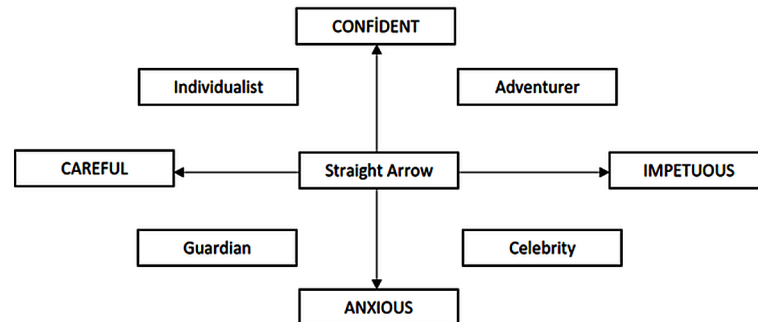 CONFİDENT
Individualist
Adventurer
CAREFUL
Straight Arrow
IMPETUOUS
Guardian
Celebrity
ANXIOUS